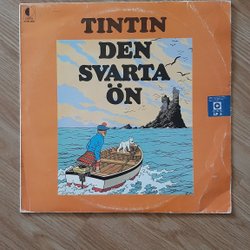 TINTIN
DEN
SVARTA
ÖN